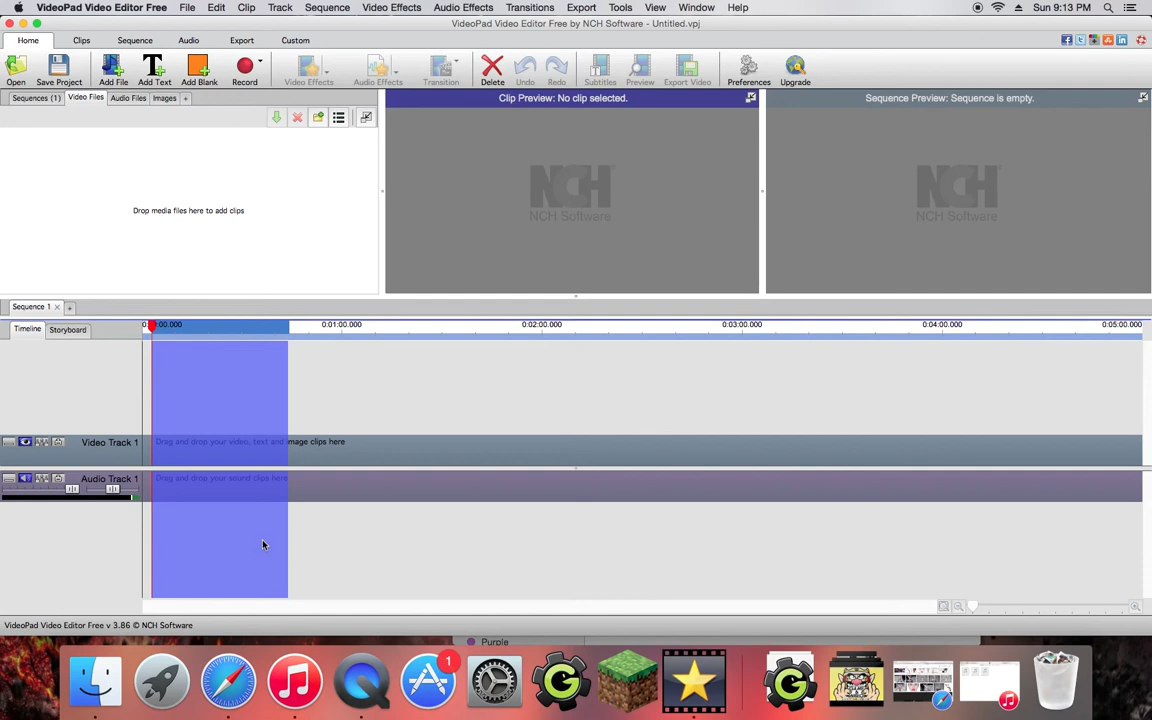 VideoPad Video Editor Free File Edit Clip Track Sequence Video Effects Audio Effects Transitions Export Tools View Window Help Sun 9:13 PM
VideoPad Video Editor Free by NCH Software - Untitled.vpj
Home Clips Sequence Audio Export Custom
Open Save Project Add File Add Text Add Blank Record Video Effects Audio Effects Transition Delete Undo Redo Subtitles Preview Export Video Preferences Upgrade
Sequences (1) Video Files Audio Files Images +
Clip Preview: No clip selected.
Sequence Preview: Sequence is empty.
Drop media files here to add clips
NCH
NCH Software
NCH
NCH Software
Sequence 1 × +
Timeline Storyboard
0:00.000 0:01:00.000 0:02:00.000 0:03:00.000 0:04:00.000 0:05:00.000
Video Track 1 Drag and drop your video, text and image clips here
Audio Track 1 Drag and drop your sound clips here
VideoPad Video Editor Free v 3.86 © NCH Software
Purple
1